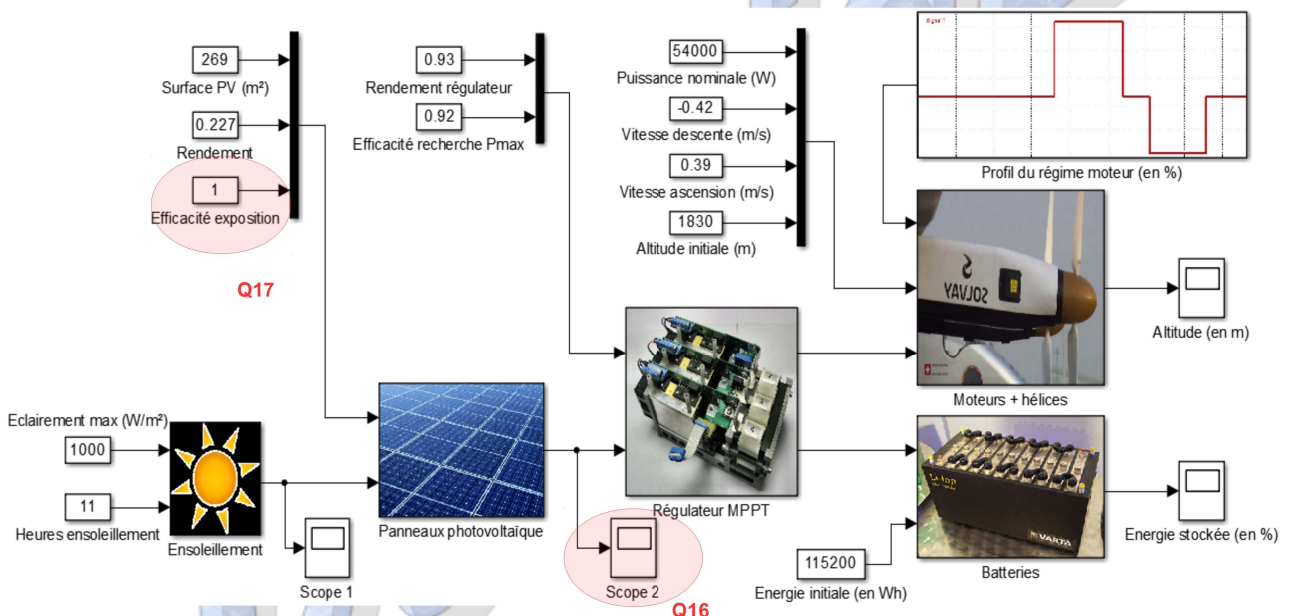 269
Surface PV (m²)
0.227
Rendement
1
Efficacité exposition
Q17
0.93
Rendement régulateur
0.92
Efficacité recherche Pmax
54000
Puissance nominale (W)
-0.42
Vitesse descente (m/s)
0.39
Vitesse ascension (m/s)
1830
Altitude initiale (m)
Signal 1
Profil du régime moteur (en %)
SOLVAY
Moteurs + hélices
Altitude (en m)
Eclairement max (W/m²)
1000
11
Heures ensoleillement
Ensoleillement
Scope 1
Panneaux photovoltaïque
Scope 2
Q16
Régulateur MPPT
115200
Energie initiale (en Wh)
VARTA
Batteries
Energie stockée (en %)